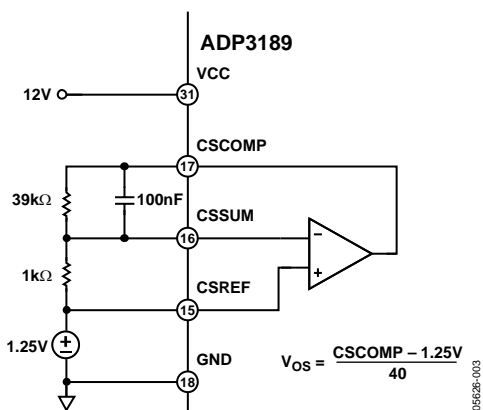 ADP3189
VCC
12V
31
CSCOMP
17
39kΩ
100nF
CSSUM
16
1kΩ
CSREF
15
1.25V
GND
18
V_OS = CSCOMP – 1.25V
40
05626-003